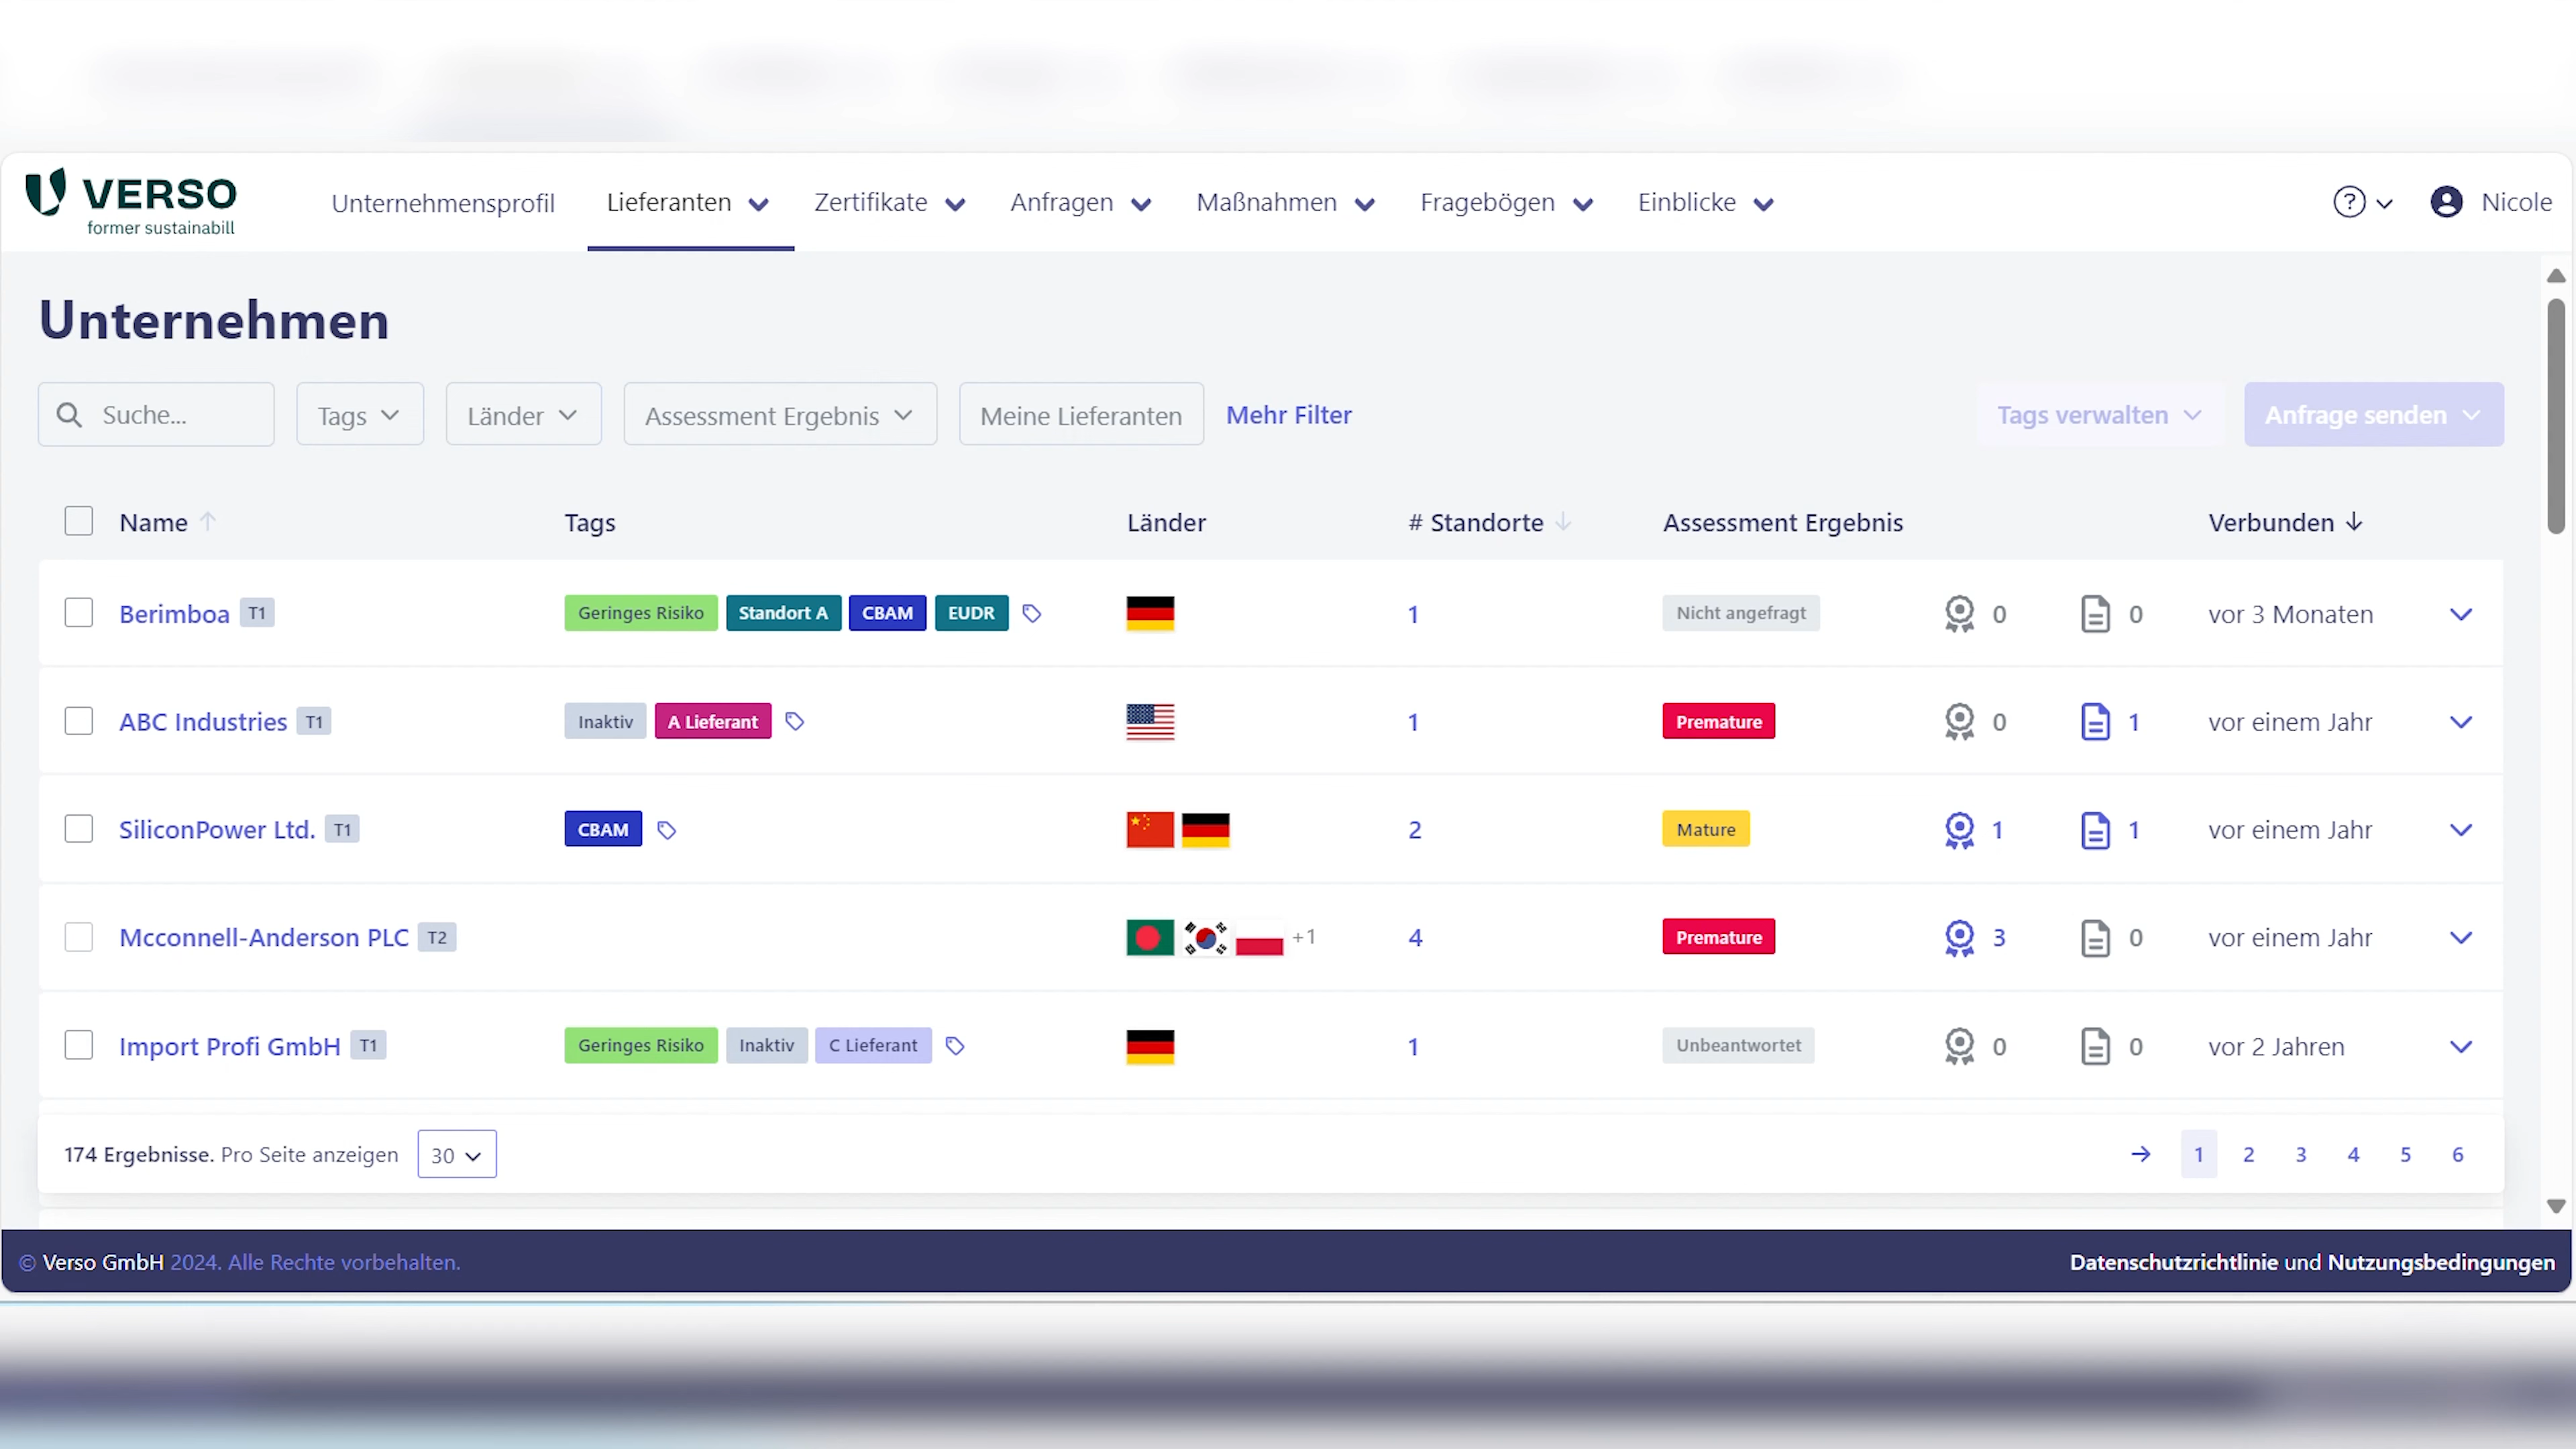 VERSO
former sustainabill
Unternehmensprofil Lieferanten Zertifikate Anfragen Maßnahmen Fragebögen Einblicke ? Nicole
Unternehmen
Suche... Tags Länder Assessment Ergebnis Meine Lieferanten Mehr Filter Tags verwalten Anfrage senden
Name Tags Länder # Standorte Assessment Ergebnis Verbunden
Berimboa T1 Geringes Risiko Standort A CBAM EUDR 1 Nicht angefragt 0 0 vor 3 Monaten
ABC Industries T1 Inaktiv A Lieferant 1 Premature 0 1 vor einem Jahr
SiliconPower Ltd. T1 CBAM 2 Mature 1 1 vor einem Jahr
Mcconnell-Anderson PLC T2 +1 4 Premature 3 0 vor einem Jahr
Import Profi GmbH T1 Geringes Risiko Inaktiv C Lieferant 1 Unbeantwortet 0 0 vor 2 Jahren
174 Ergebnisse. Pro Seite anzeigen 30 1 2 3 4 5 6
© Verso GmbH 2024. Alle Rechte vorbehalten. Datenschutzrichtlinie und Nutzungsbedingungen